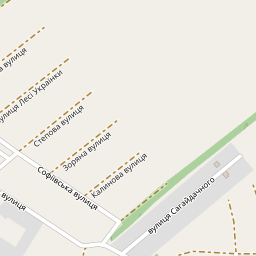 вулиця
вулиця Лесі Українки
Степова вулиця
Зоряна вулиця
Калинова вулиця
Софіївська вулиця
вулиця Сагайдачного
вулиця